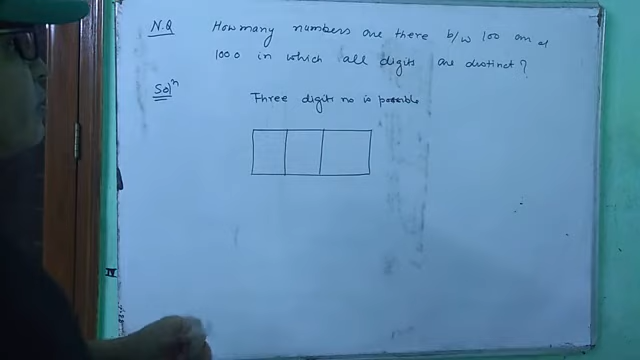 N.Q How many numbers are there b/w 100 and
1000 in which all digits are distinct?
Solⁿ Three digits no is possible